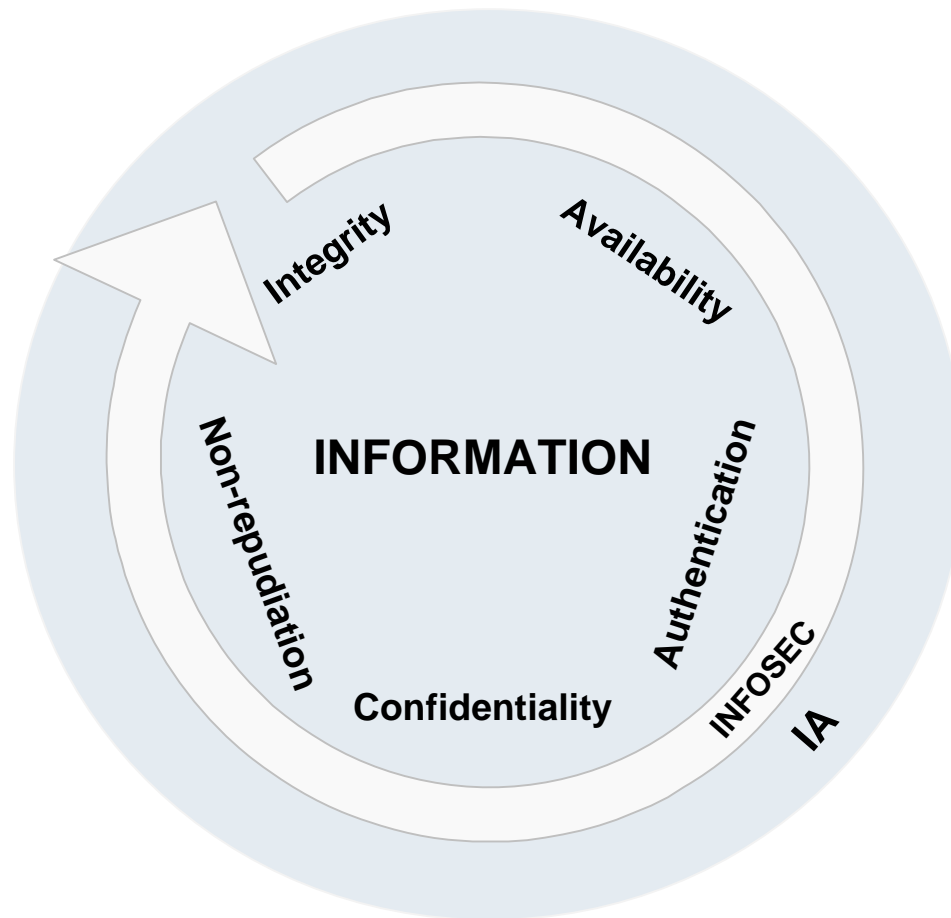 Integrity
Availability
INFORMATION
Non-repudiation
Authentication
Confidentiality
INFOSEC
IA